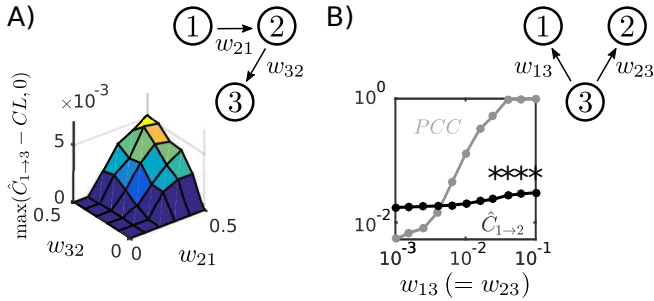 A)
1 2
w₂₁
w₃₂
3
×10⁻³
max(Ĉ₁→₃ − CL, 0)
5
0
0.5
0 0
0.5
w₃₂
w₂₁
B)
1 2
w₁₃ w₂₃
3
10⁰
PCC
****
10⁻²
Ĉ₁→₂
10⁻³ 10⁻² 10⁻¹
w₁₃ (= w₂₃)